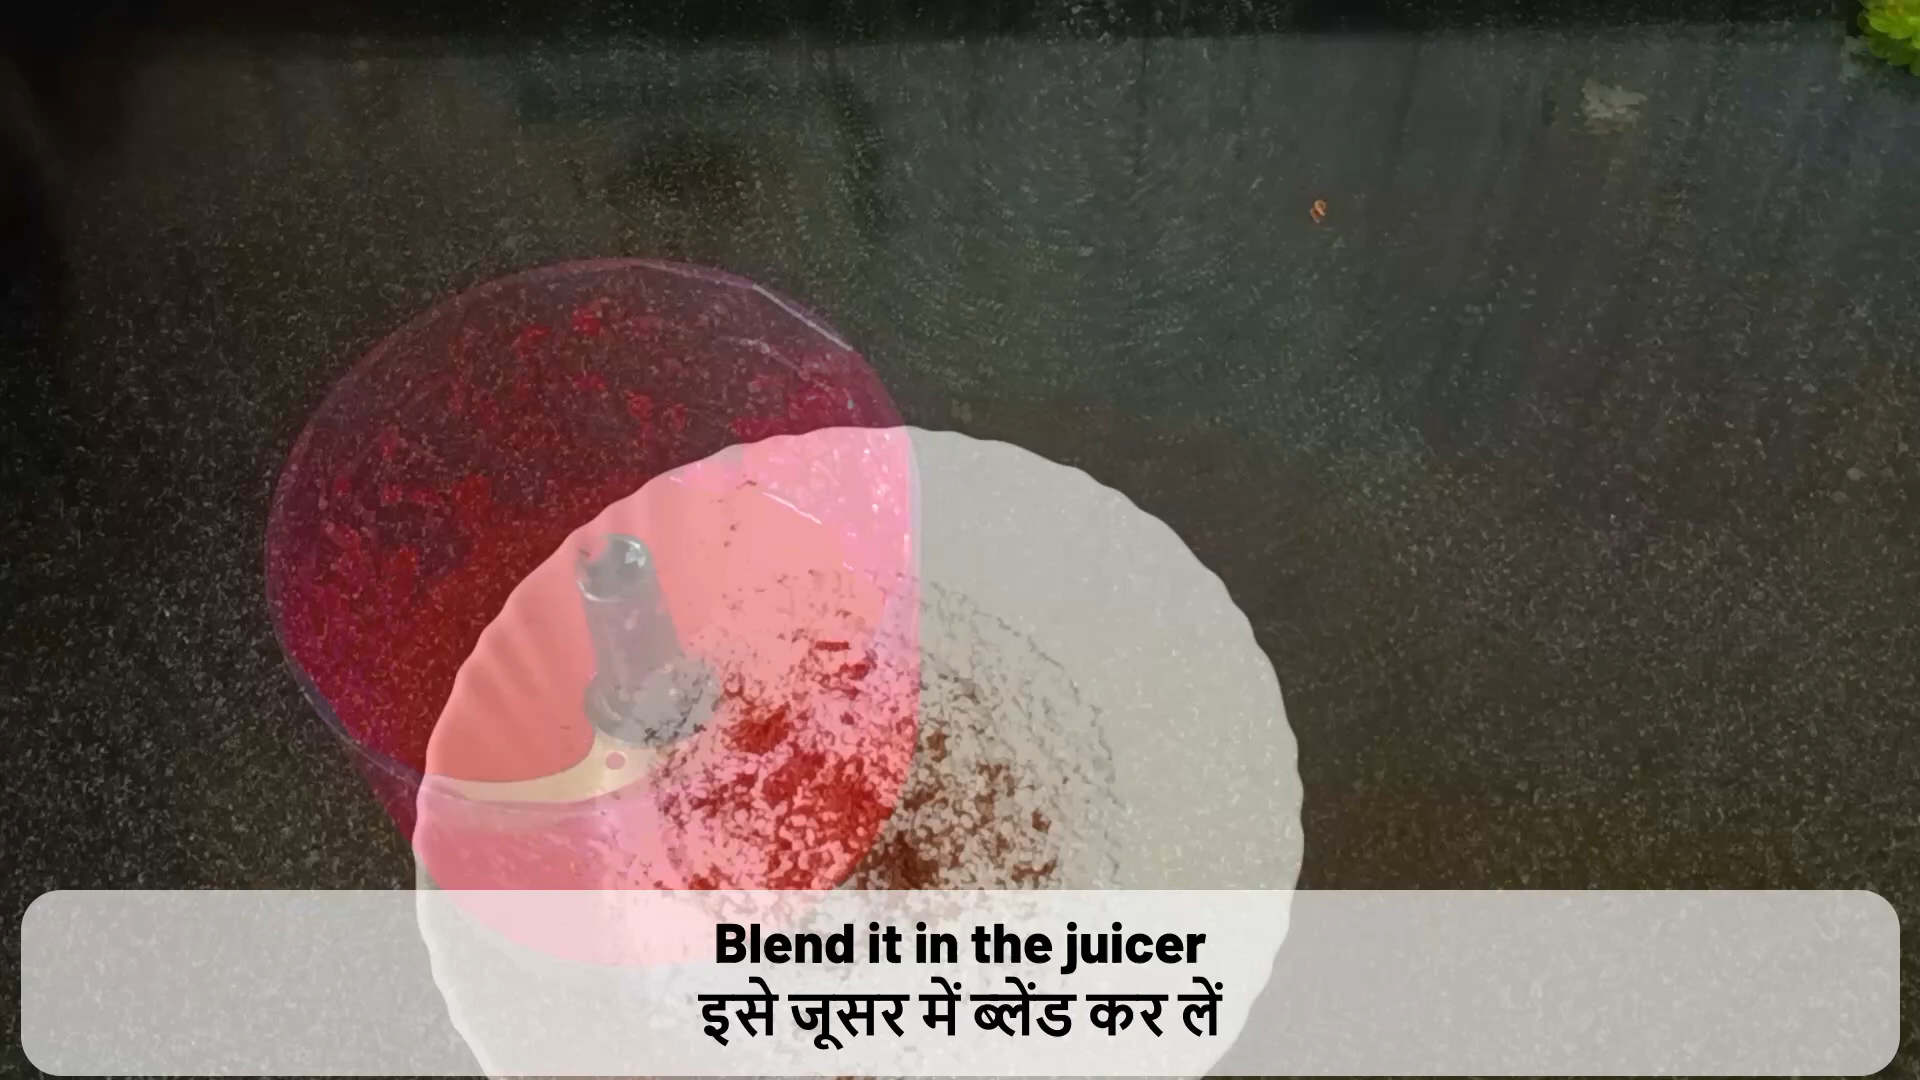 Blend it in the juicer
इसे जूसर में ब्लेंड कर लें